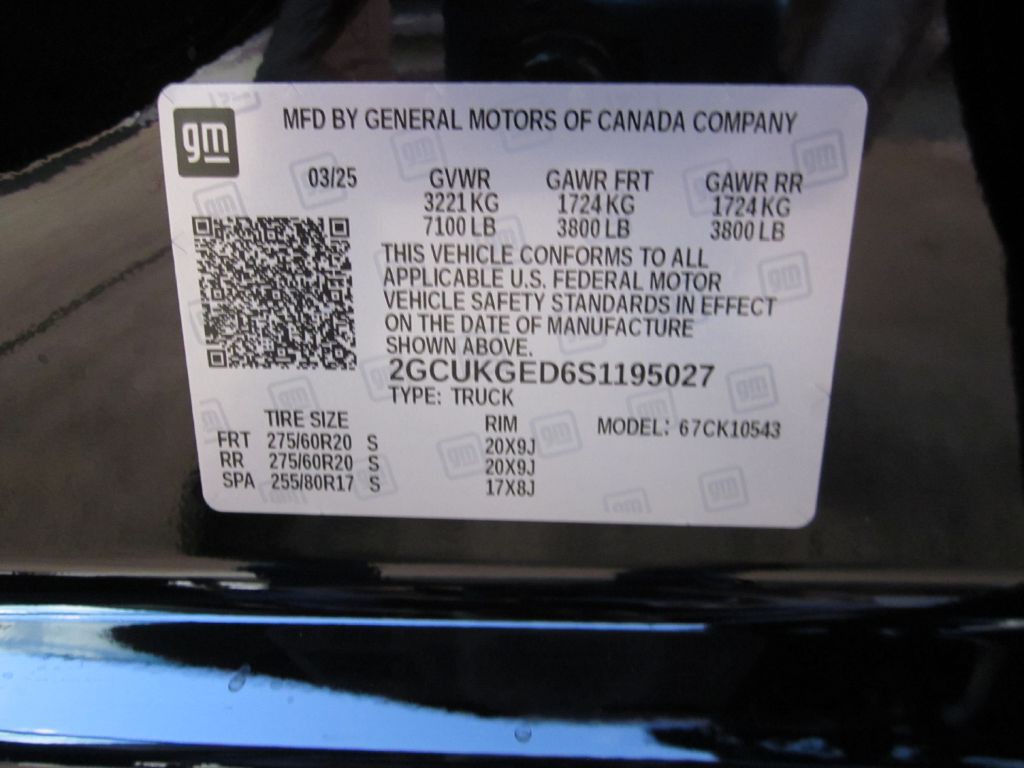 gm
MFD BY GENERAL MOTORS OF CANADA COMPANY
03/25 GVWR GAWR FRT GAWR RR
3221 KG 1724 KG 1724 KG
7100 LB 3800 LB 3800 LB
THIS VEHICLE CONFORMS TO ALL
APPLICABLE U.S. FEDERAL MOTOR
VEHICLE SAFETY STANDARDS IN EFFECT
ON THE DATE OF MANUFACTURE
SHOWN ABOVE.
2GCUKGED6S1195027
TYPE: TRUCK
TIRE SIZE RIM MODEL: 67CK10543
FRT 275/60R20 S 20X9J
RR 275/60R20 S 20X9J
SPA 255/80R17 S 17X8J